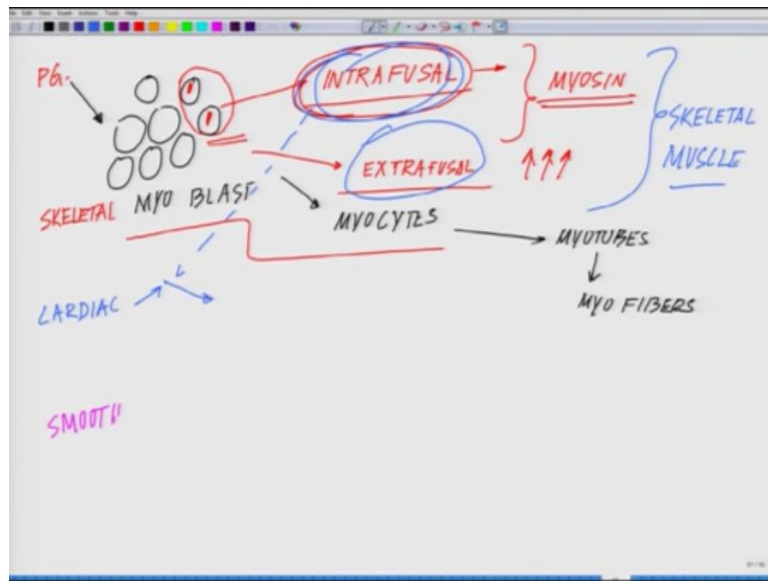 PG.
INTRAFUSAL
MYOSIN
SKELETAL
MUSCLE
EXTRAFUSAL
SKELETAL
MYO BLAST
MYOCYTES
MYOTUBES
MYO FIBERS
CARDIAC
SMOOTH